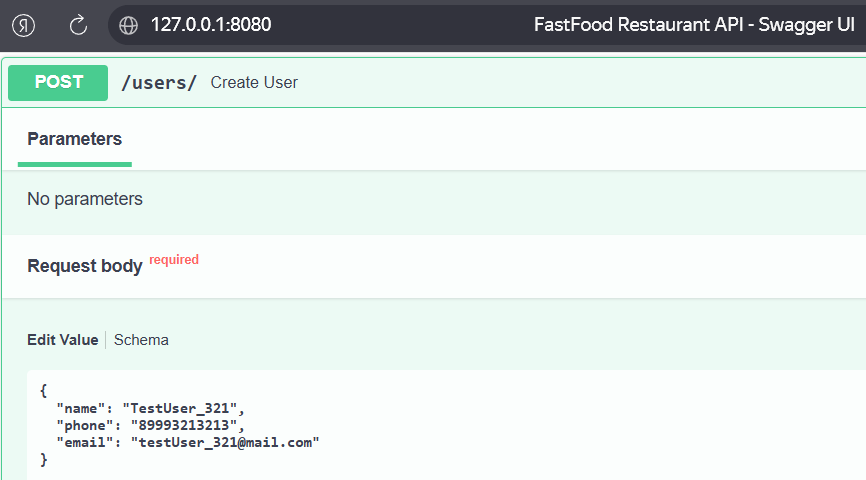 Я 127.0.0.1:8080 FastFood Restaurant API - Swagger UI
POST /users/ Create User
Parameters
No parameters
Request body required
Edit Value Schema
{
"name": "TestUser_321",
"phone": "89993213213",
"email": "testUser_321@mail.com"
}